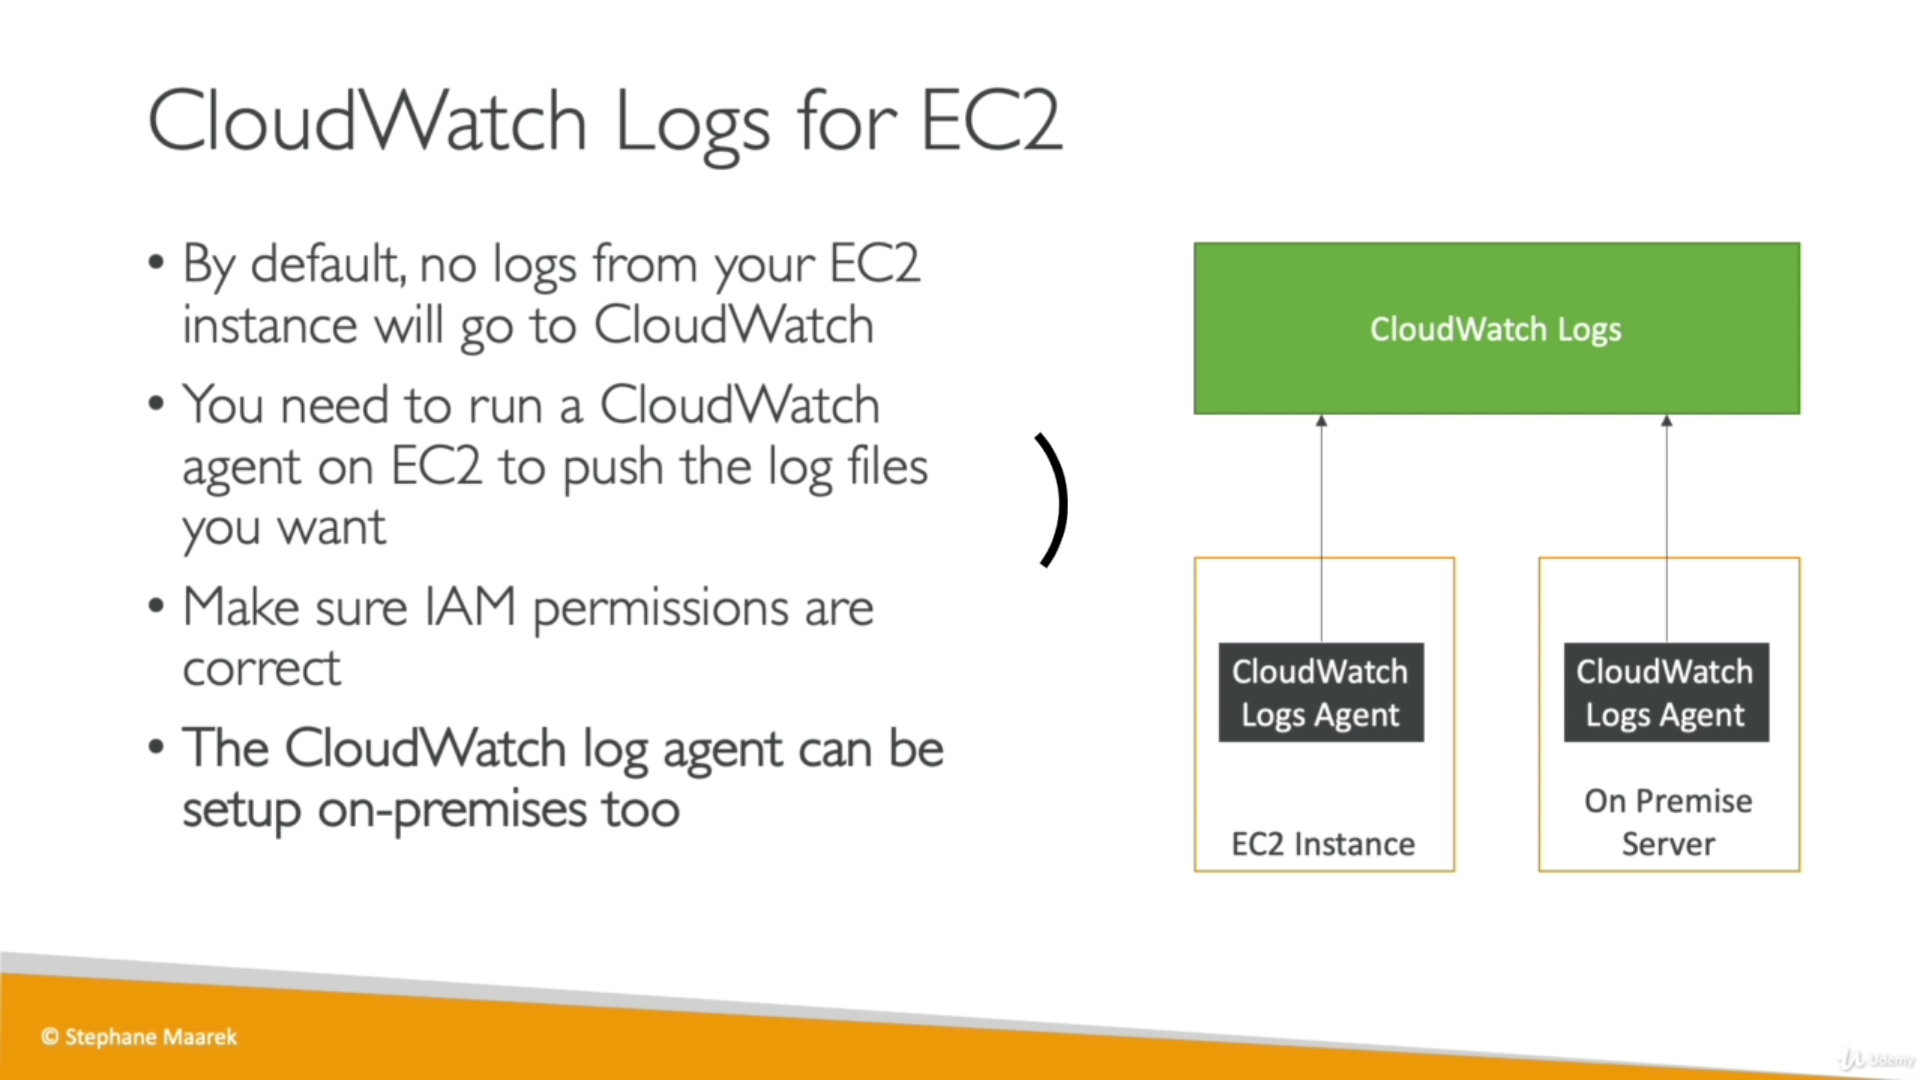 CloudWatch Logs for EC2
• By default, no logs from your EC2
instance will go to CloudWatch
• You need to run a CloudWatch
agent on EC2 to push the log files
you want
• Make sure IAM permissions are
correct
• The CloudWatch log agent can be
setup on-premises too
CloudWatch Logs
CloudWatch
Logs Agent
EC2 Instance
CloudWatch
Logs Agent
On Premise
Server
© Stephane Maarek
Udemy